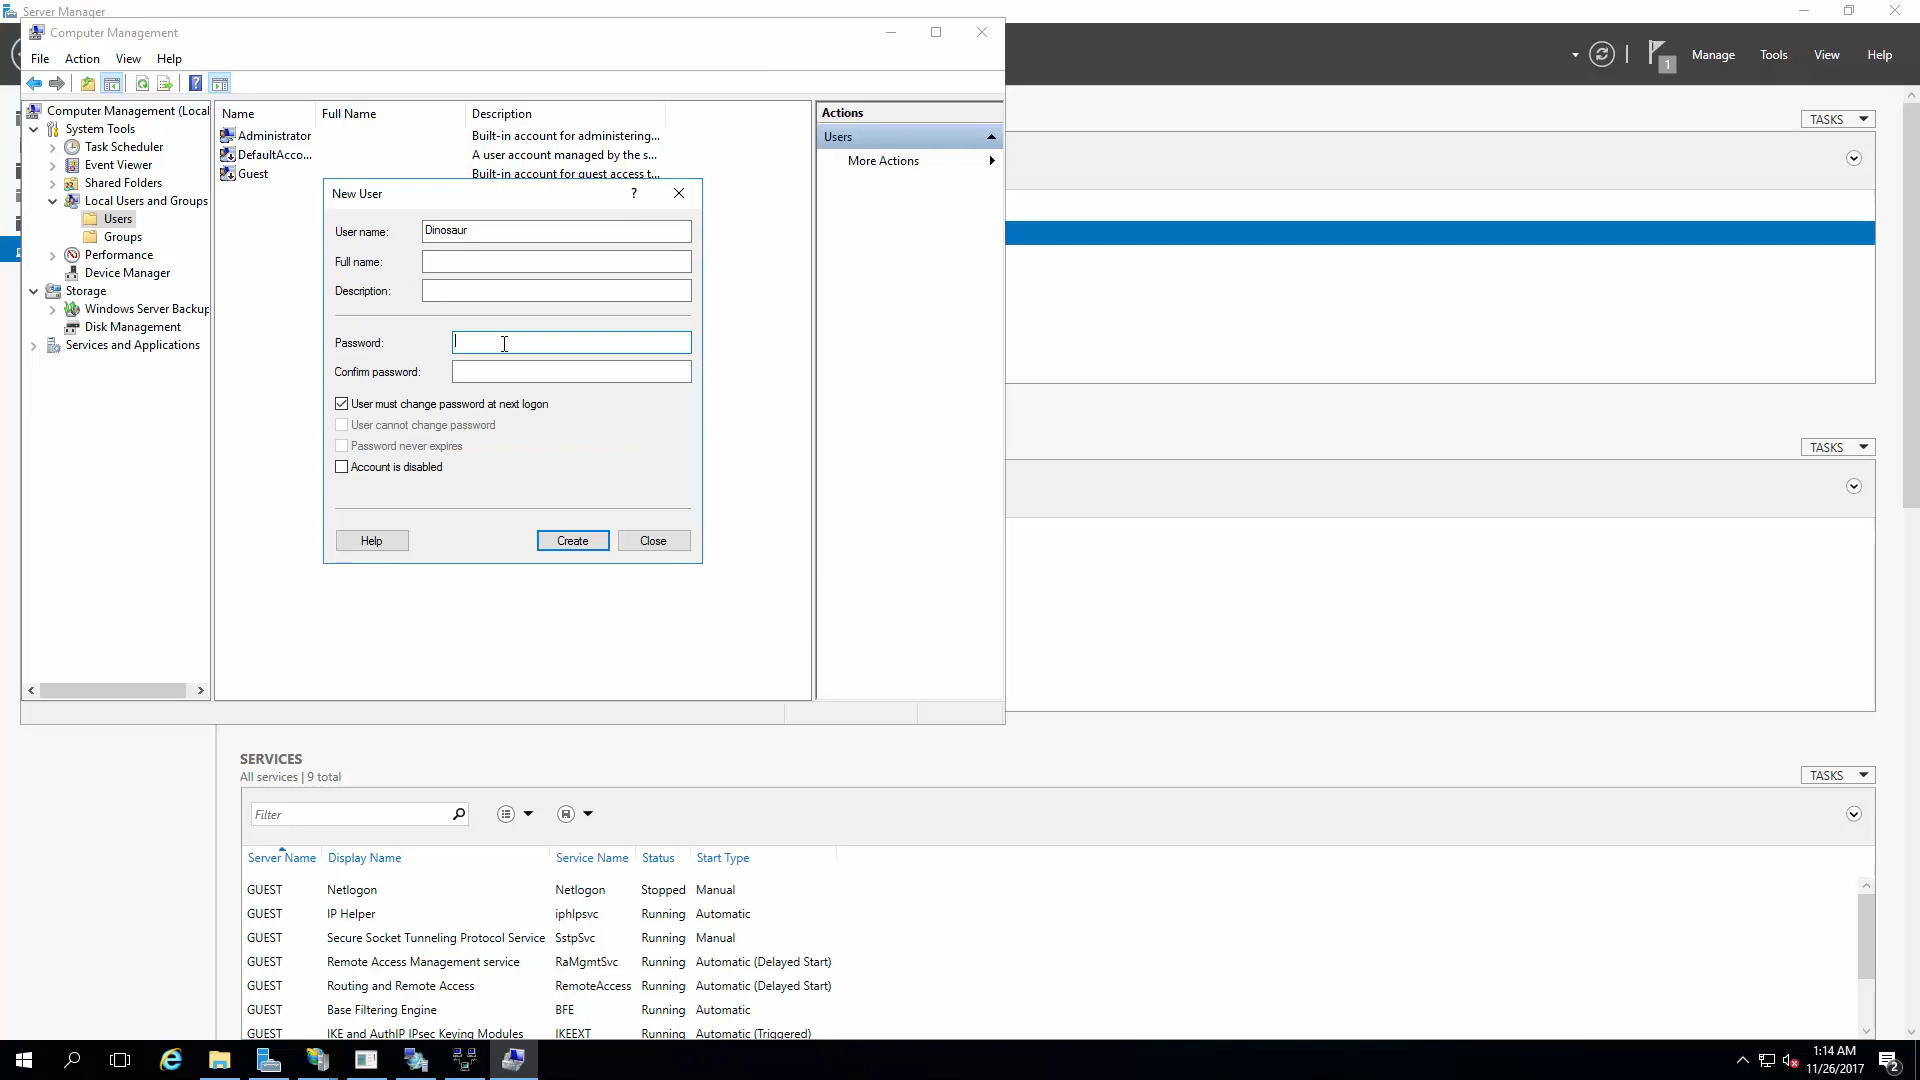 Server Manager
Computer Management
File Action View Help
Manage Tools View Help
1
Computer Management (Local
System Tools
Task Scheduler
Event Viewer
Shared Folders
Local Users and Groups
Users
Groups
Performance
Device Manager
Storage
Windows Server Backup
Disk Management
Services and Applications
Name Full Name Description
Administrator Built-in account for administering...
DefaultAcco... A user account managed by the s...
Guest Built-in account for guest access t...
Actions
Users
More Actions
New User
?
User name: Dinosaur
Full name:
Description:
Password:
Confirm password:
User must change password at next logon
User cannot change password
Password never expires
Account is disabled
Help Create Close
TASKS
TASKS
SERVICES
All services | 9 total
TASKS
Filter
Server Name Display Name Service Name Status Start Type
GUEST Netlogon Netlogon Stopped Manual
GUEST IP Helper iphlpsvc Running Automatic
GUEST Secure Socket Tunneling Protocol Service SstpSvc Running Manual
GUEST Remote Access Management service RaMgmtSvc Running Automatic (Delayed Start)
GUEST Routing and Remote Access RemoteAccess Running Automatic (Delayed Start)
GUEST Base Filtering Engine BFE Running Automatic
GUEST IKE and AuthIP IPsec Keying Modules IKEEXT Running Automatic (Triggered)
1:14 AM
11/26/2017
2